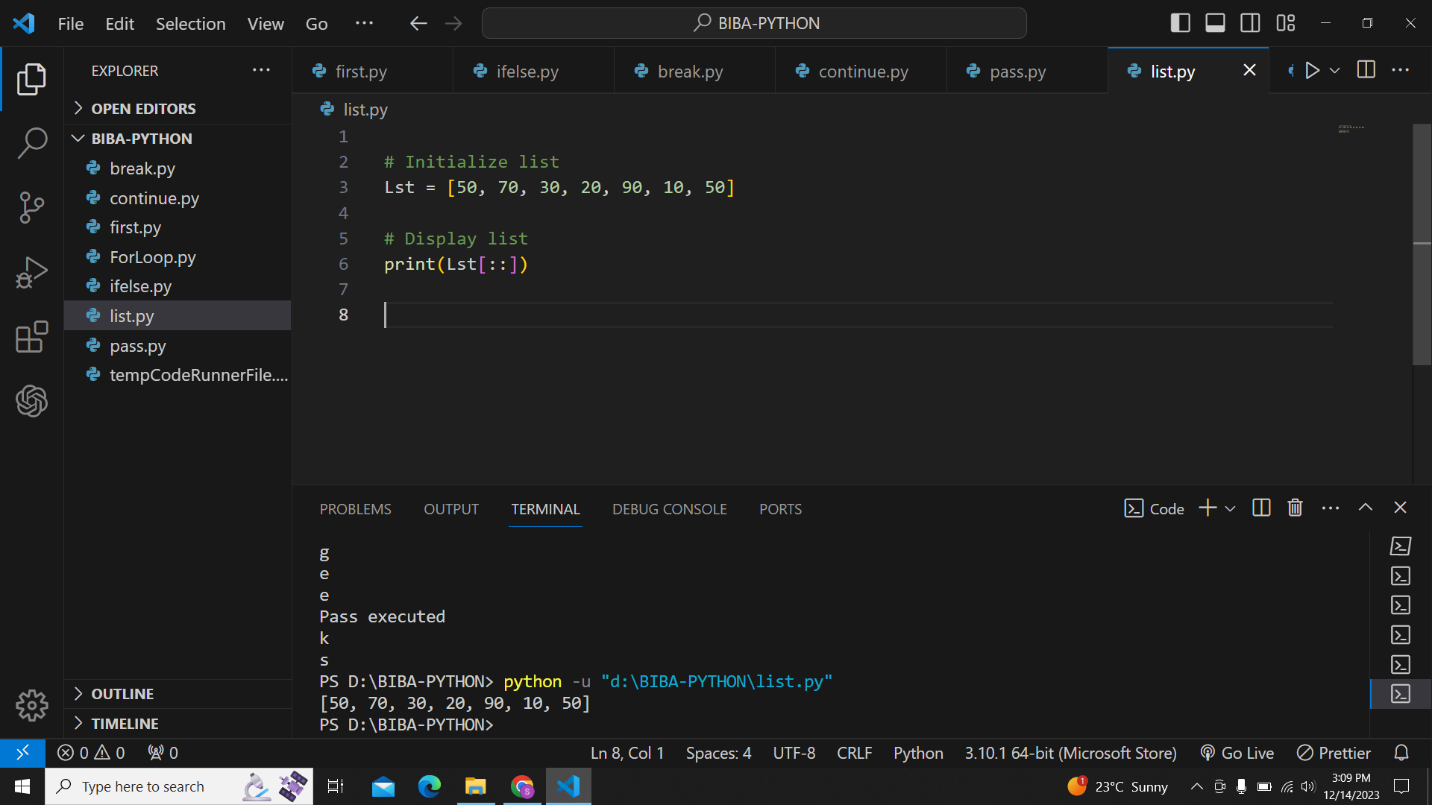 File Edit Selection View Go ··· BIBA-PYTHON
EXPLORER ···
OPEN EDITORS
BIBA-PYTHON
break.py
continue.py
first.py
ForLoop.py
ifelse.py
list.py
pass.py
tempCodeRunnerFile....
OUTLINE
TIMELINE
first.py ifelse.py break.py continue.py pass.py list.py
list.py
1
2 # Initialize list
3 Lst = [50, 70, 30, 20, 90, 10, 50]
4
5 # Display list
6 print(Lst[::])
7
8
PROBLEMS OUTPUT TERMINAL DEBUG CONSOLE PORTS Code
g
e
e
Pass executed
k
s
PS D:\BIBA-PYTHON> python -u "d:\BIBA-PYTHON\list.py"
[50, 70, 30, 20, 90, 10, 50]
PS D:\BIBA-PYTHON>
0 0 0 Ln 8, Col 1 Spaces: 4 UTF-8 CRLF Python 3.10.1 64-bit (Microsoft Store) Go Live Prettier
Type here to search S 1 23°C Sunny 3:09 PM
12/14/2023